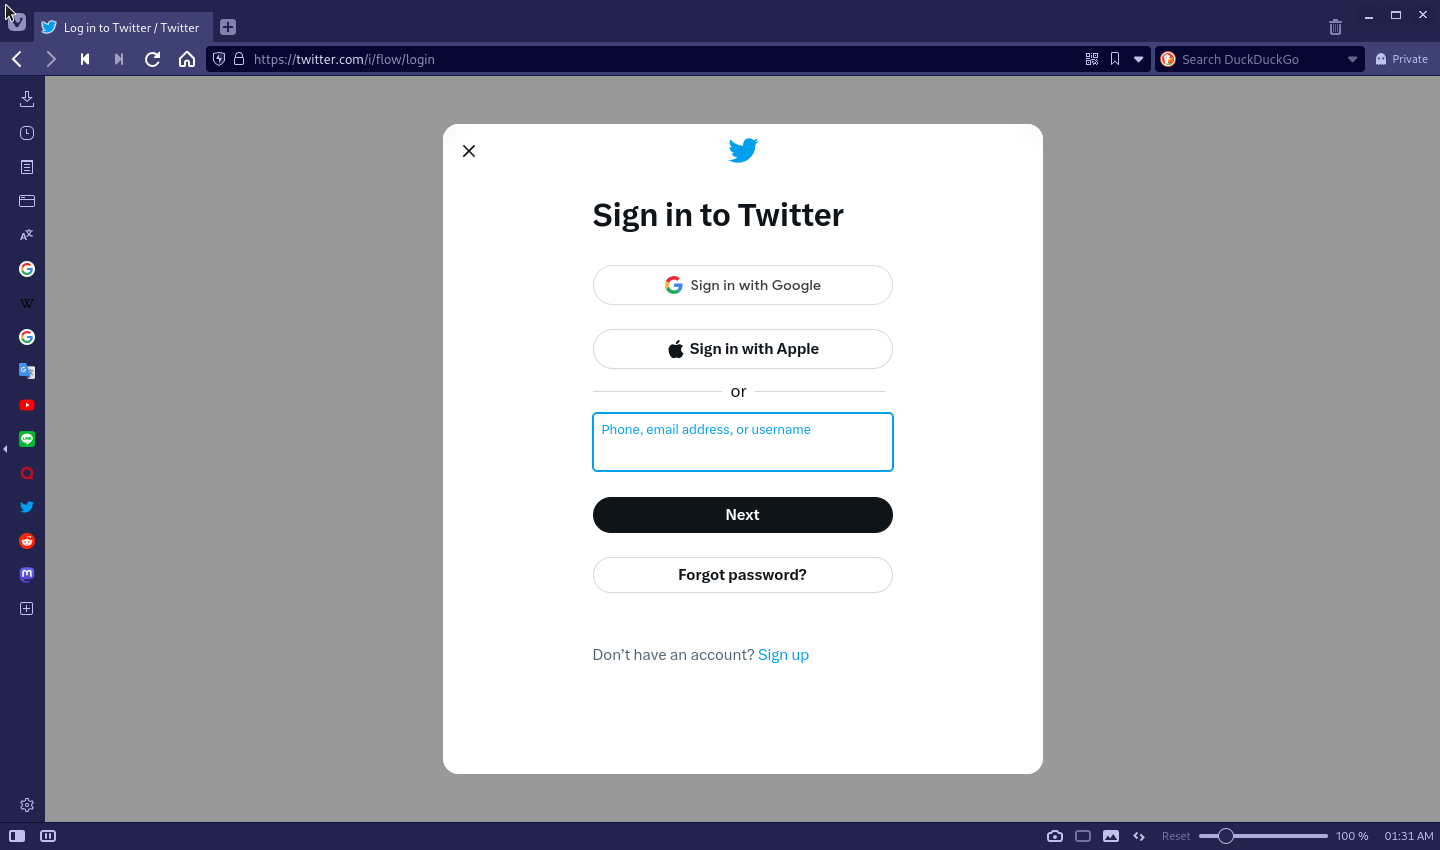 Log in to Twitter / Twitter
https://twitter.com/i/flow/login
Search DuckDuckGo
Private
Sign in to Twitter
Sign in with Google
Sign in with Apple
or
Phone, email address, or username
Next
Forgot password?
Don’t have an account? Sign up
Reset
100 %
01:31 AM